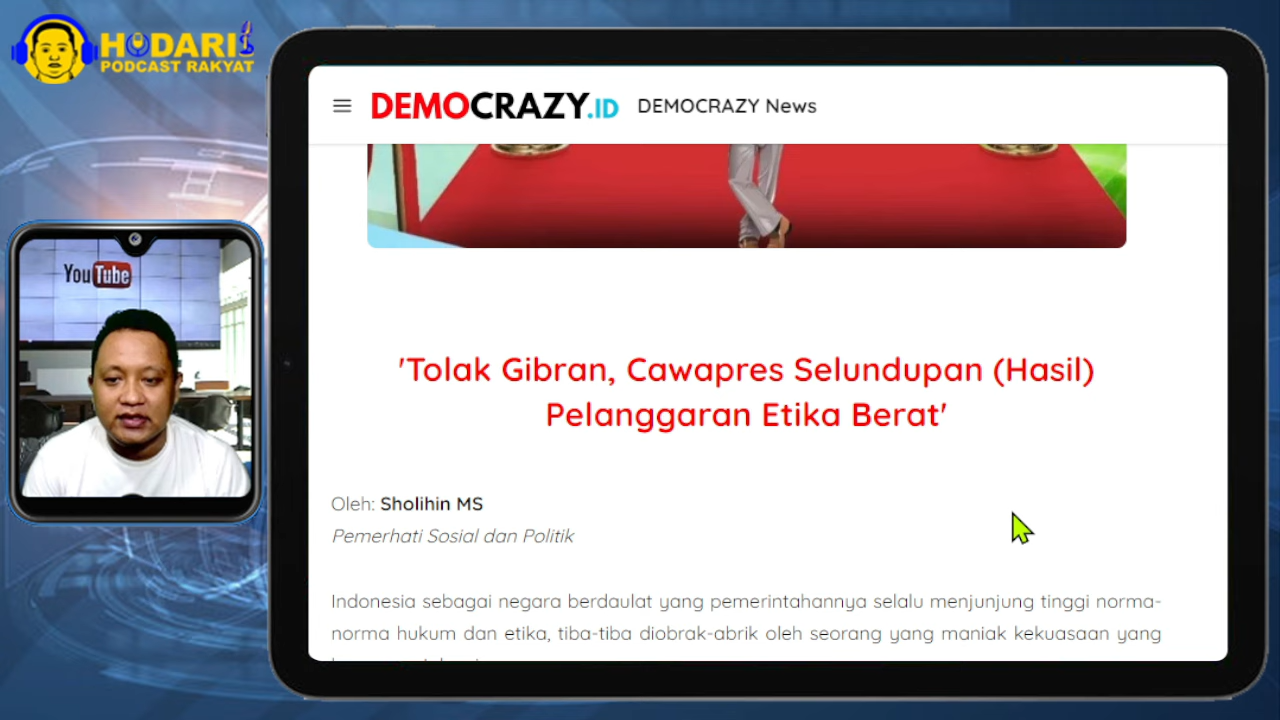 HUDARI
PODCAST RAKYAT
DEMOCRAZY.ID DEMOCRAZY News
YouTube
'Tolak Gibran, Cawapres Selundupan (Hasil)
Pelanggaran Etika Berat'
Oleh: Sholihin MS
Pemerhati Sosial dan Politik
Indonesia sebagai negara berdaulat yang pemerintahannya selalu menjunjung tinggi norma-
norma hukum dan etika, tiba-tiba diobrak-abrik oleh seorang yang maniak kekuasaan yang